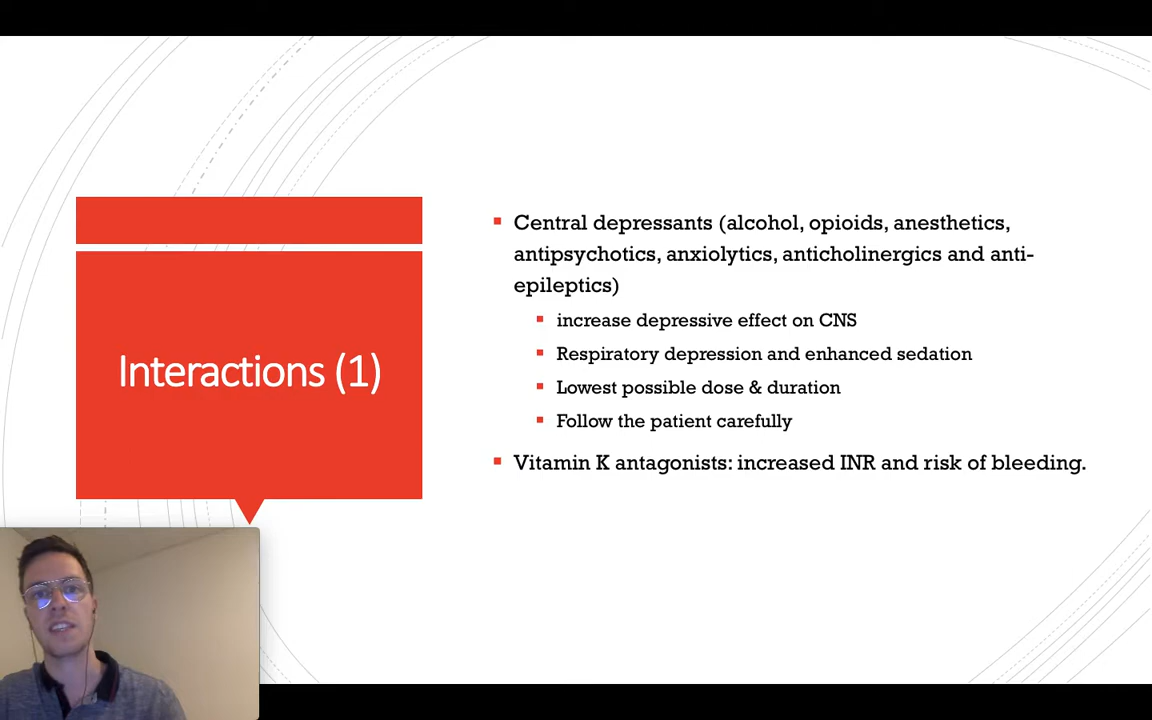 Interactions (1)
Central depressants (alcohol, opioids, anesthetics,
antipsychotics, anxiolytics, anticholinergics and anti-
epileptics)
increase depressive effect on CNS
Respiratory depression and enhanced sedation
Lowest possible dose & duration
Follow the patient carefully
Vitamin K antagonists: increased INR and risk of bleeding.